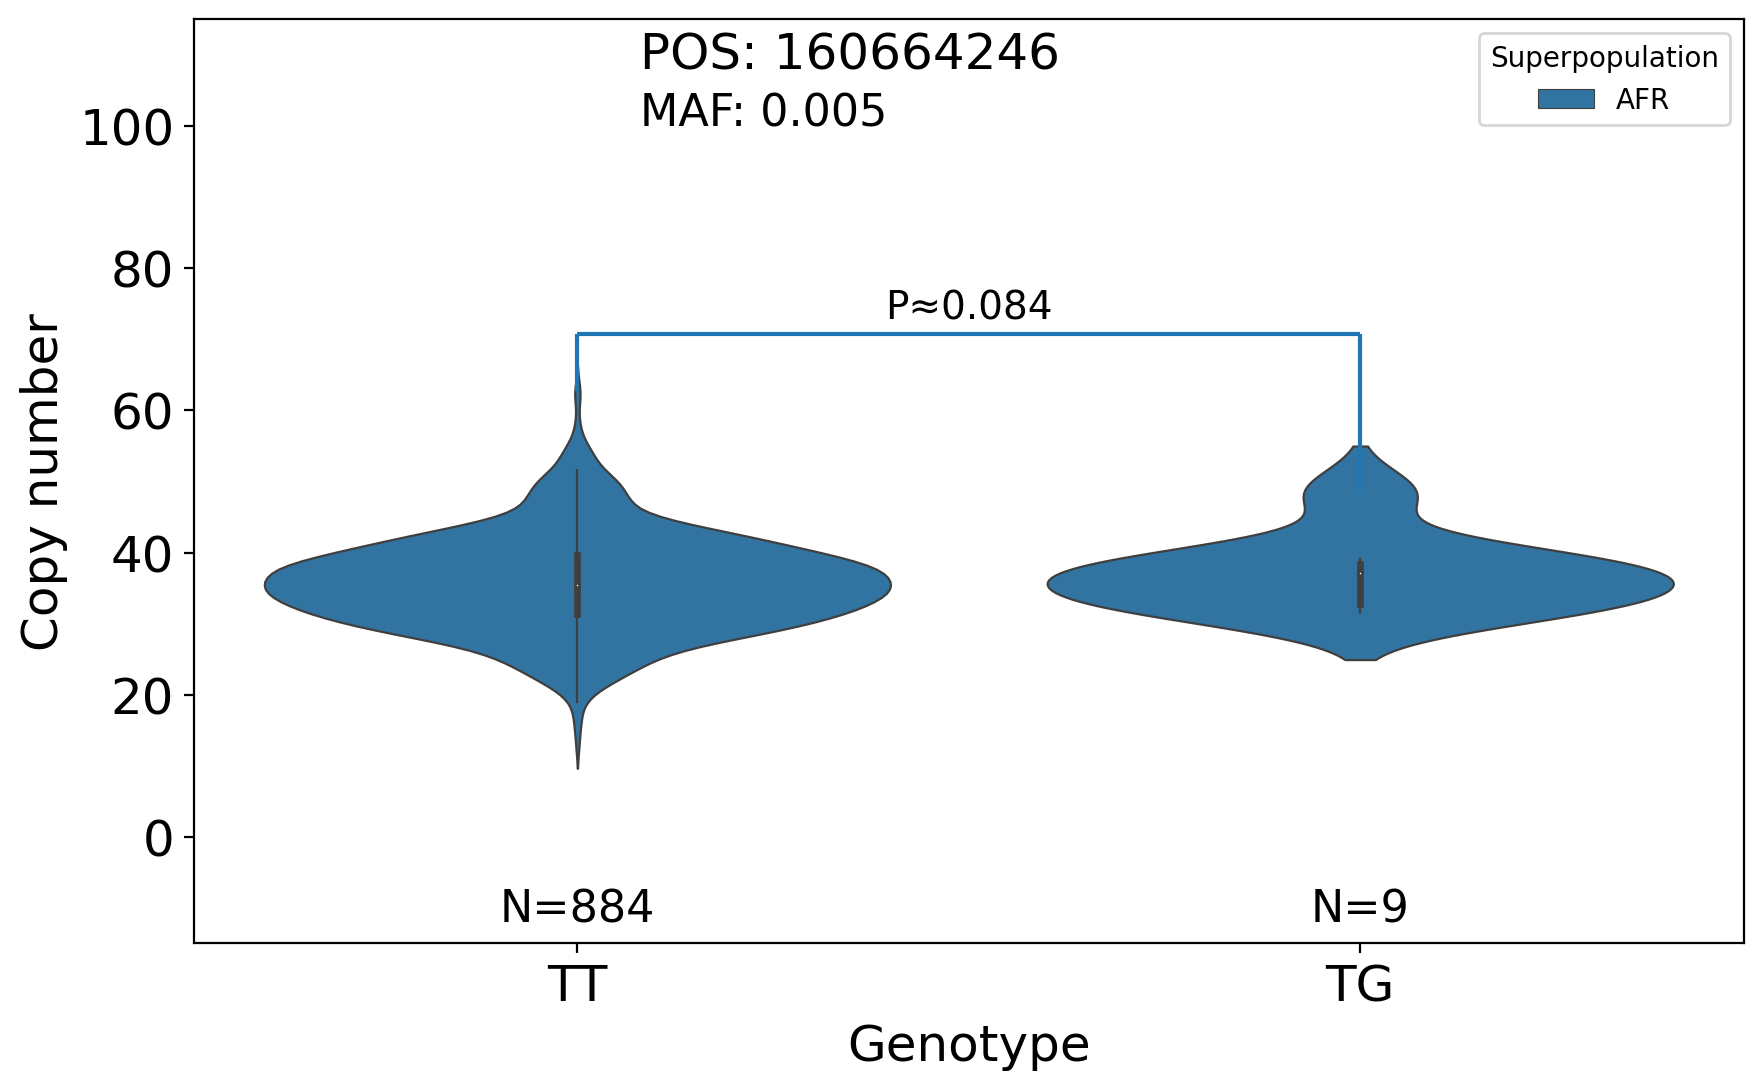 POS: 160664246
MAF: 0.005
Superpopulation
AFR
P≈0.084
100
80
60
40
20
0
Copy number
N=884
N=9
TT
TG
Genotype